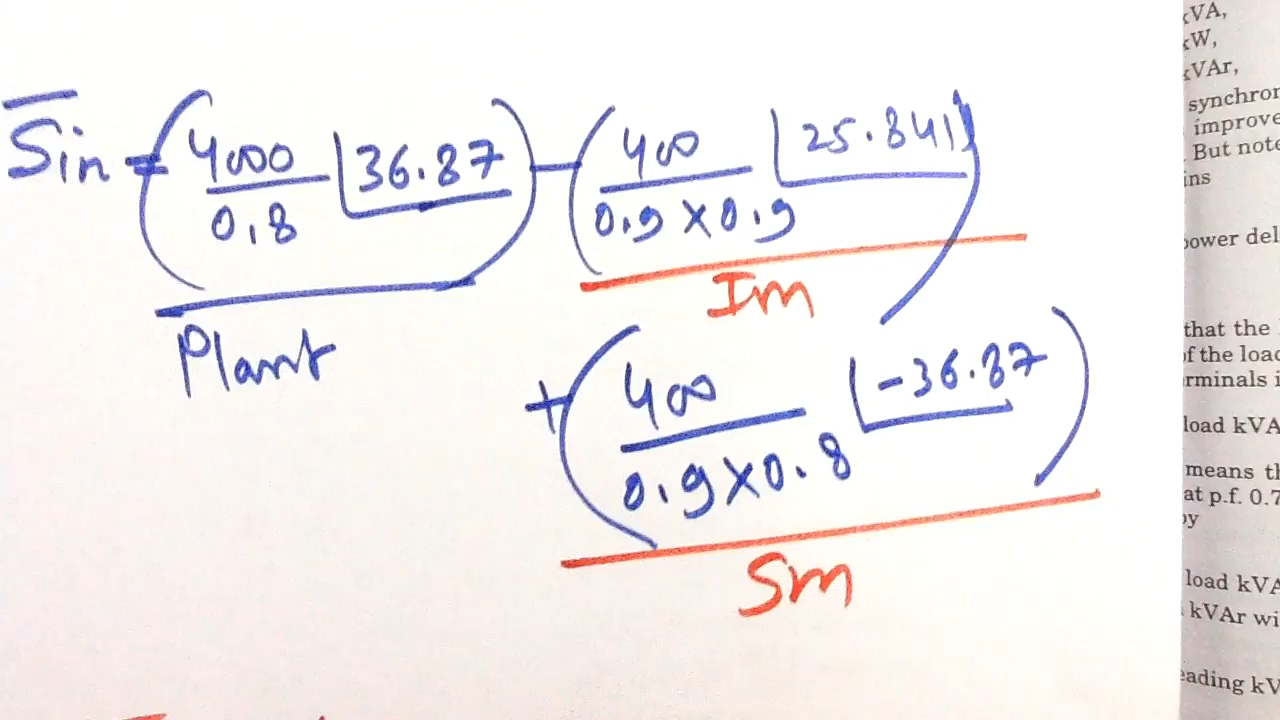 S̅in = (4000/0.8 ∠36.87) − (400/0.9×0.9 ∠25.841)
Im
Plant
+ (400/0.9×0.8 ∠-36.87)
Sm
kVA,
kW,
kVAr,
synchron
improve
But note
ins
power del
that the
of the load
erminals i
load kVA
means th
at p.f. 0.7
by
load kVA
kVAr wi
eading kV